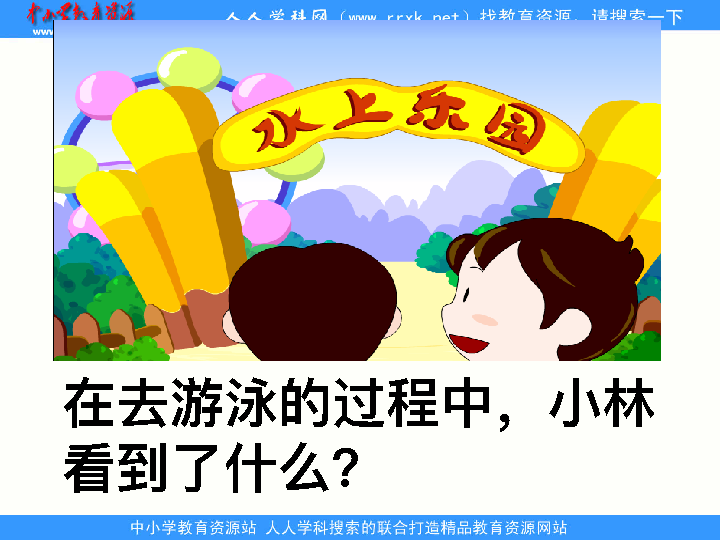 中小学教育资源
www.
人人学科网（www.rrxk.net）找教育资源，请搜索一下
水上乐园
在去游泳的过程中，小林
看到了什么？
中小学教育资源站 人人学科搜索的联合打造精品教育资源网站